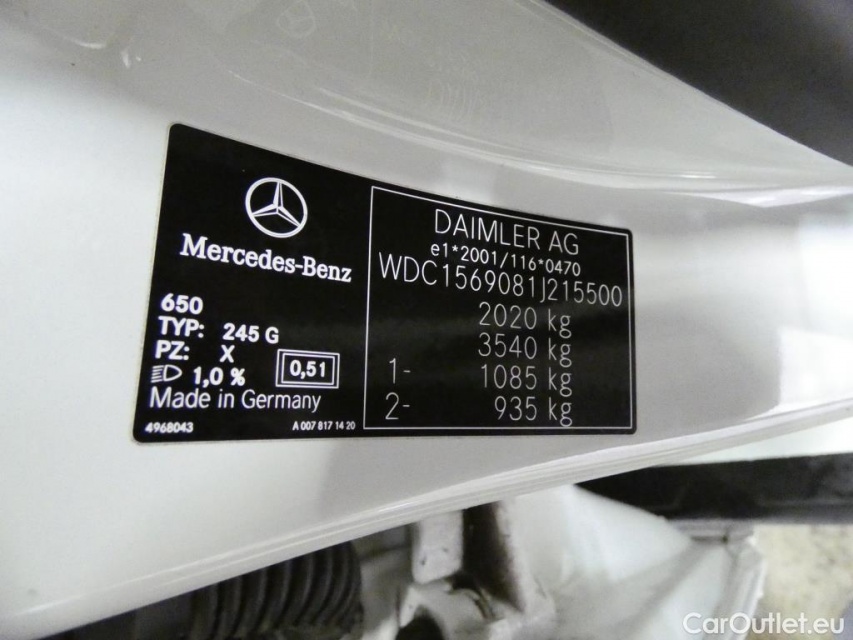 Mercedes-Benz
650
TYP: 245 G
PZ: X
1,0 %
0,51
Made in Germany
4968043
A 007 817 14 20
DAIMLER AG
e1*2001/116*0470
WDC1569081J215500
2020 kg
3540 kg
1- 1085 kg
2- 935 kg
CarOutlet.eu